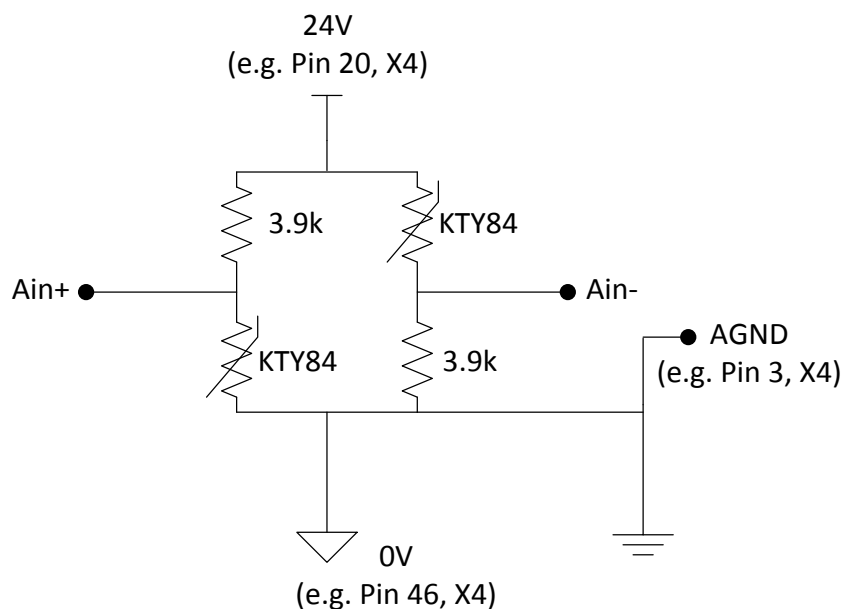 24V
(e.g. Pin 20, X4)
3.9k
KTY84
Ain+
Ain-
KTY84
3.9k
AGND
(e.g. Pin 3, X4)
0V
(e.g. Pin 46, X4)